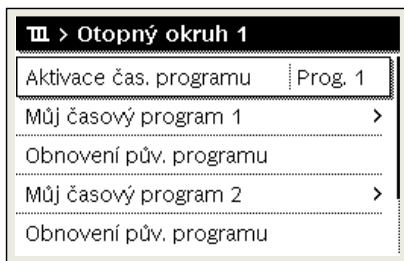 > Otopný okruh 1
Aktivace čas. programu Prog. 1
Můj časový program 1 >
Obnovení pův. programu
Můj časový program 2 >
Obnovení pův. programu